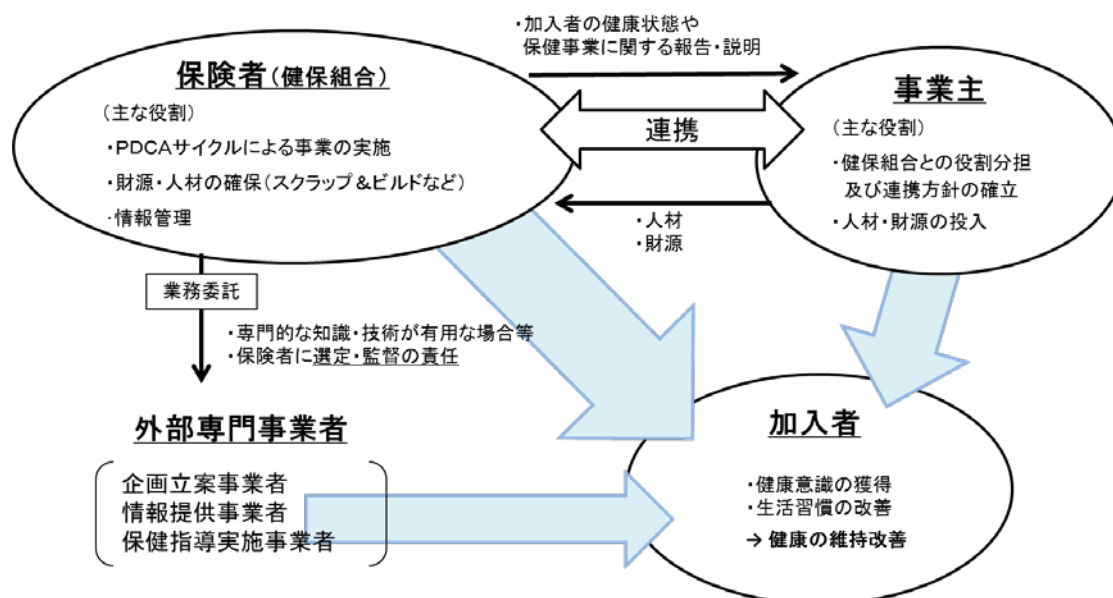 ・加入者の健康状態や
保健事業に関する報告・説明
保険者(健保組合)
(主な役割)
・PDCAサイクルによる事業の実施
・財源・人材の確保(スクラップ&ビルドなど)
・情報管理
連携
事業主
(主な役割)
・健保組合との役割分担
及び連携方針の確立
・人材・財源の投入
・人材
・財源
業務委託
・専門的な知識・技術が有用な場合等
・保険者に選定・監督の責任
外部専門事業者
企画立案事業者
情報提供事業者
保健指導実施事業者
加入者
・健康意識の獲得
・生活習慣の改善
→ 健康の維持改善